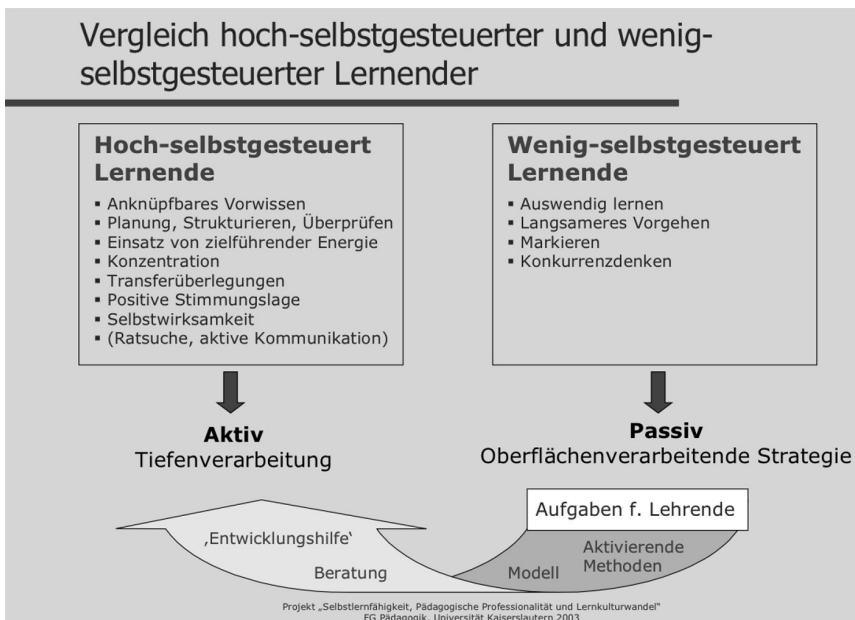 Vergleich hoch-selbstgesteuerter und wenig-
selbstgesteuerter Lernender
Hoch-selbstgesteuert
Lernende
▪ Anknüpfbares Vorwissen
▪ Planung, Strukturieren, Überprüfen
▪ Einsatz von zielführender Energie
▪ Konzentration
▪ Transferüberlegungen
▪ Positive Stimmungslage
▪ Selbstwirksamkeit
▪ (Ratsuche, aktive Kommunikation)
Wenig-selbstgesteuert
Lernende
▪ Auswendig lernen
▪ Langsameres Vorgehen
▪ Markieren
▪ Konkurrenzdenken
Aktiv
Tiefenverarbeitung
Passiv
Oberflächenverarbeitende Strategie
Aufgaben f. Lehrende
Aktivierende
Methoden
Modell
Beratung
‚Entwicklungshilfe‘
Projekt „Selbstlernfähigkeit, Pädagogische Professionalität und Lernkulturwandel“
FG Pädagogik, Universität Kaiserslautern 2003